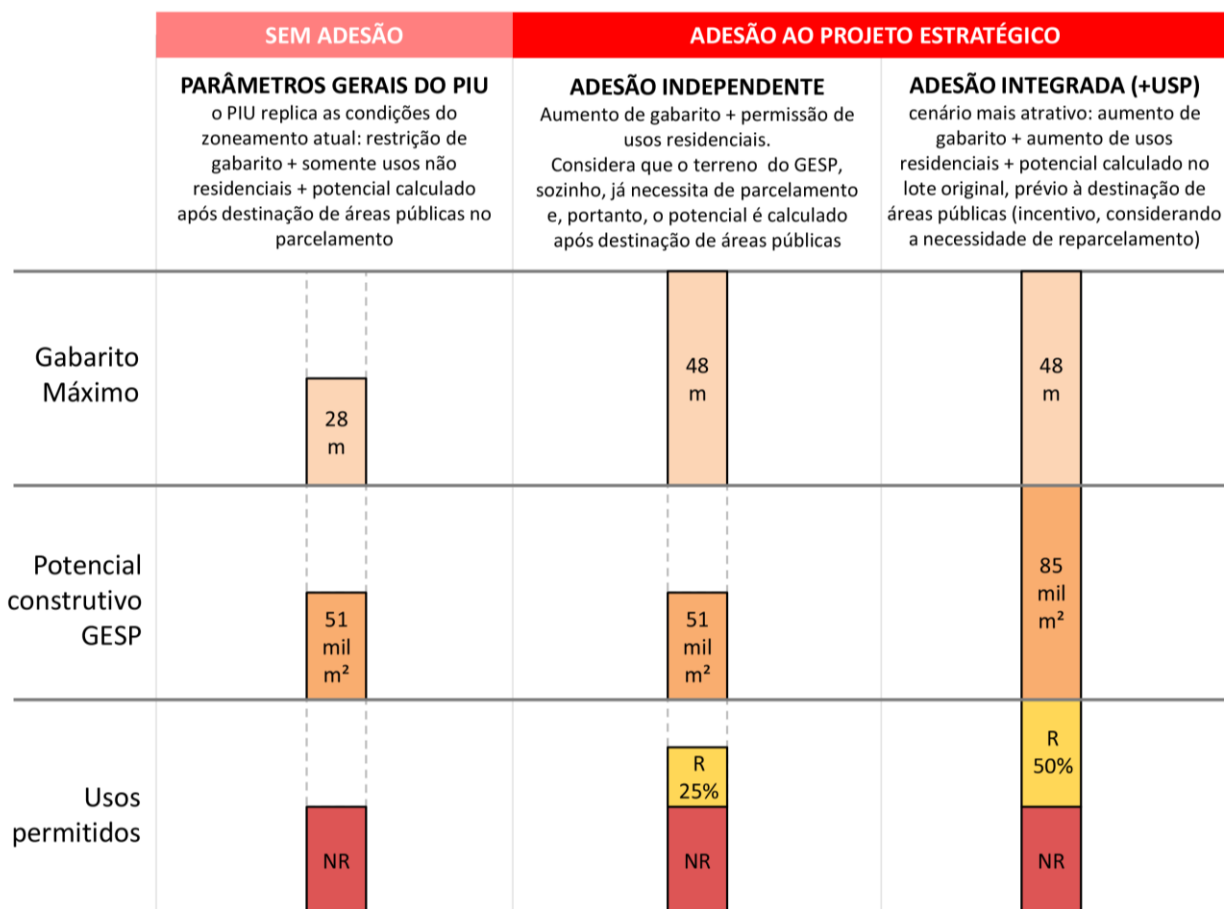 SEM ADESÃO
ADESÃO AO PROJETO ESTRATÉGICO
PARÂMETROS GERAIS DO PIU
o PIU replica as condições do
zoneamento atual: restrição de
gabarito + somente usos não
residenciais + potencial calculado
após destinação de áreas públicas no
parcelamento
ADESÃO INDEPENDENTE
Aumento de gabarito + permissão de
usos residenciais.
Considera que o terreno do GESP,
sozinho, já necessita de parcelamento
e, portanto, o potencial é calculado
após destinação de áreas públicas
ADESÃO INTEGRADA (+USP)
cenário mais atrativo: aumento de
gabarito + aumento de usos
residenciais + potencial calculado no
lote original, prévio à destinação de
áreas públicas (incentivo, considerando
a necessidade de reparcelamento)
Gabarito
Máximo
28
m
48
m
48
m
Potencial
construtivo
GESP
51
mil
m²
51
mil
m²
85
mil
m²
Usos
permitidos
NR
R
25%
NR
R
50%
NR